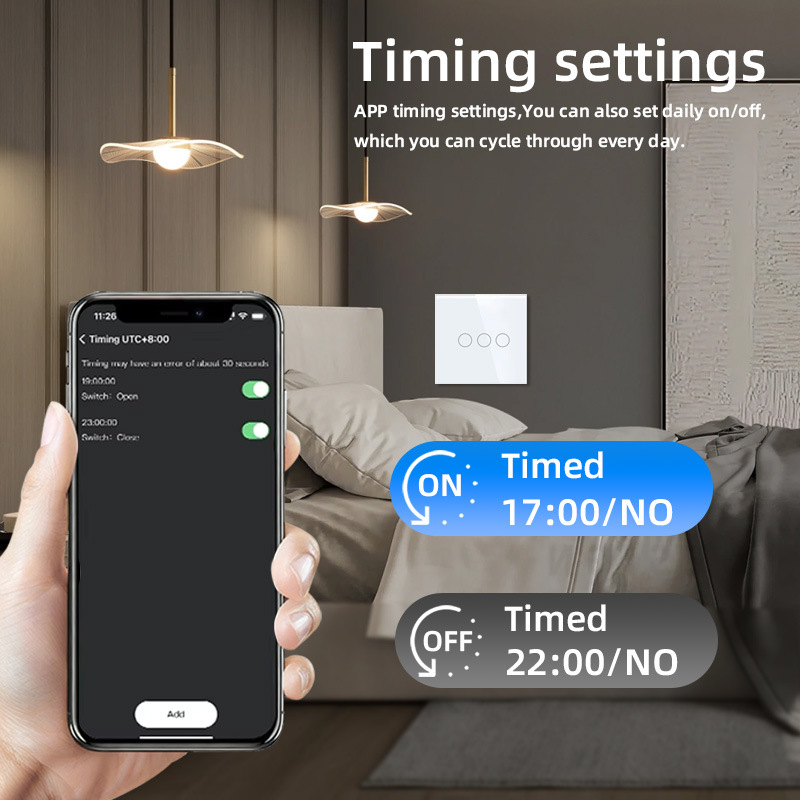 Timing settings
APP timing settings,You can also set daily on/off,
which you can cycle through every day.
11:26
Timing UTC+8:00
Timing may have an error of about 30 seconds
19:00:00
Switch: Open
23:00:00
Switch: Close
Add
ON
Timed
17:00/NO
OFF
Timed
22:00/NO